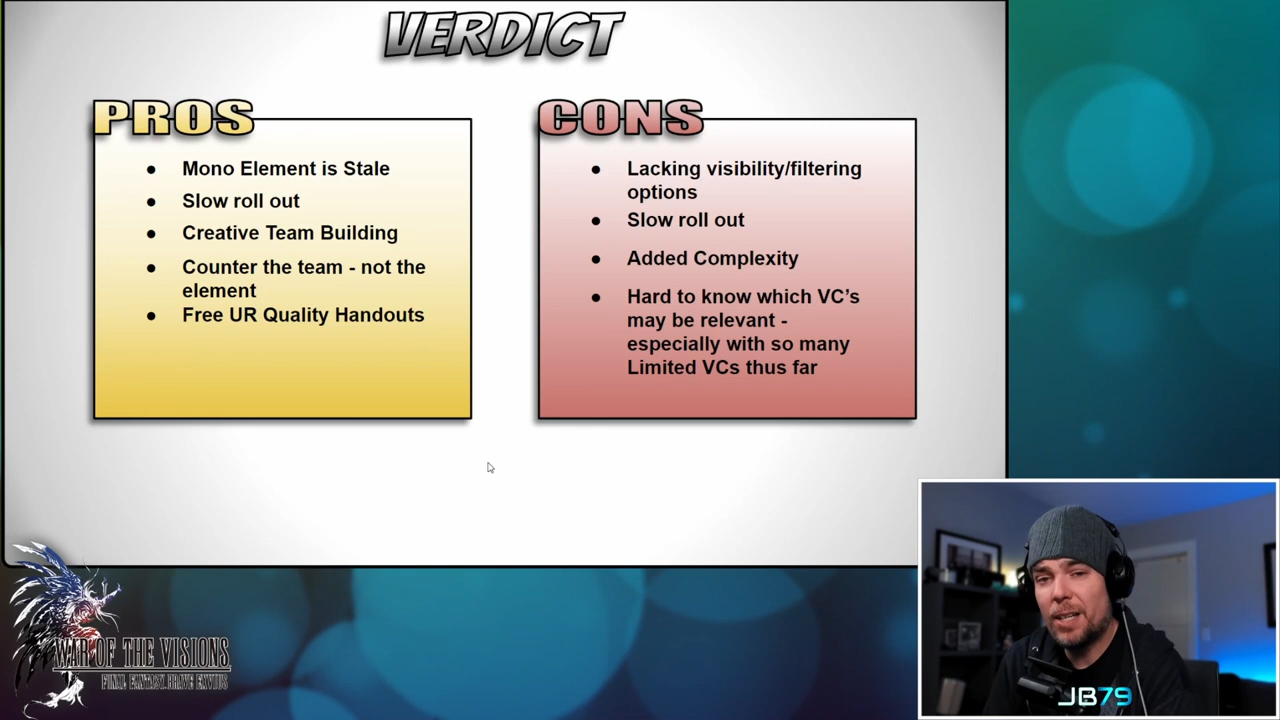 VERDICT
PROS
● Mono Element is Stale
● Slow roll out
● Creative Team Building
● Counter the team - not the
element
● Free UR Quality Handouts
CONS
● Lacking visibility/filtering
options
● Slow roll out
● Added Complexity
● Hard to know which VC's
may be relevant -
especially with so many
Limited VCs thus far
WAR OF THE VISIONS
FINAL FANTASY BRAVE EXVIUS
JB79